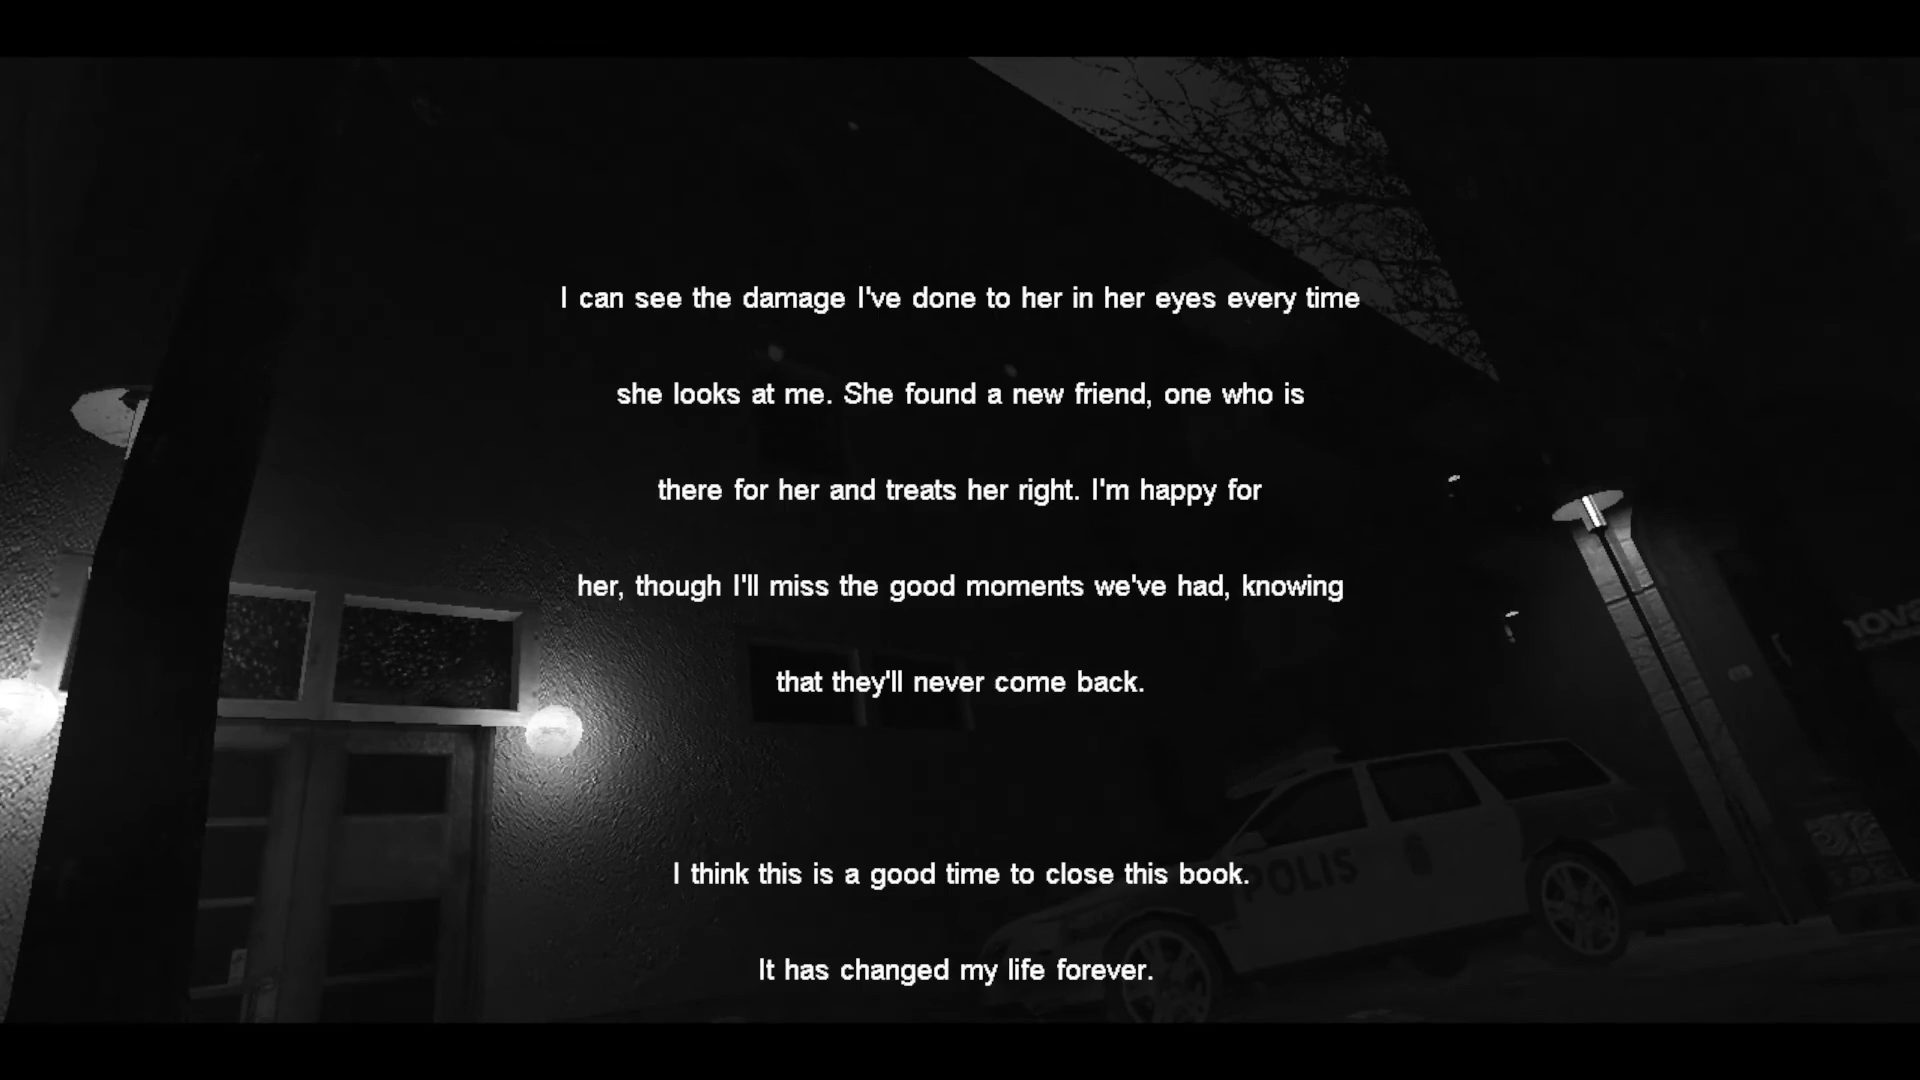 I can see the damage I've done to her in her eyes every time
she looks at me. She found a new friend, one who is
there for her and treats her right. I'm happy for
her, though I'll miss the good moments we've had, knowing
that they'll never come back.
I think this is a good time to close this book.
It has changed my life forever.
POLIS